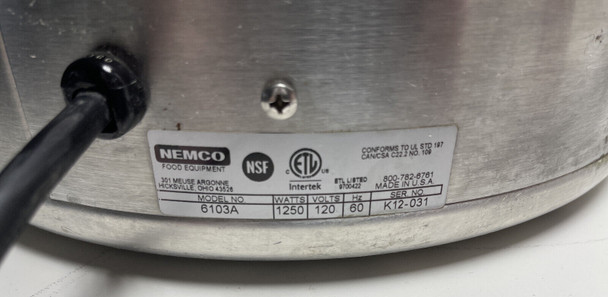 NEMCO
FOOD EQUIPMENT
301 MEUSE ARGONNE
HICKSVILLE, OHIO 43526
NSF
C ETL US
Intertek
ETL LISTED
9700422
CONFORMS TO UL STD 197
CAN/CSA C22.2 NO. 109
800-782-6761
MADE IN U.S.A.
MODEL NO. WATTS VOLTS Hz SER. NO.
6103A 1250 120 60 K12-031